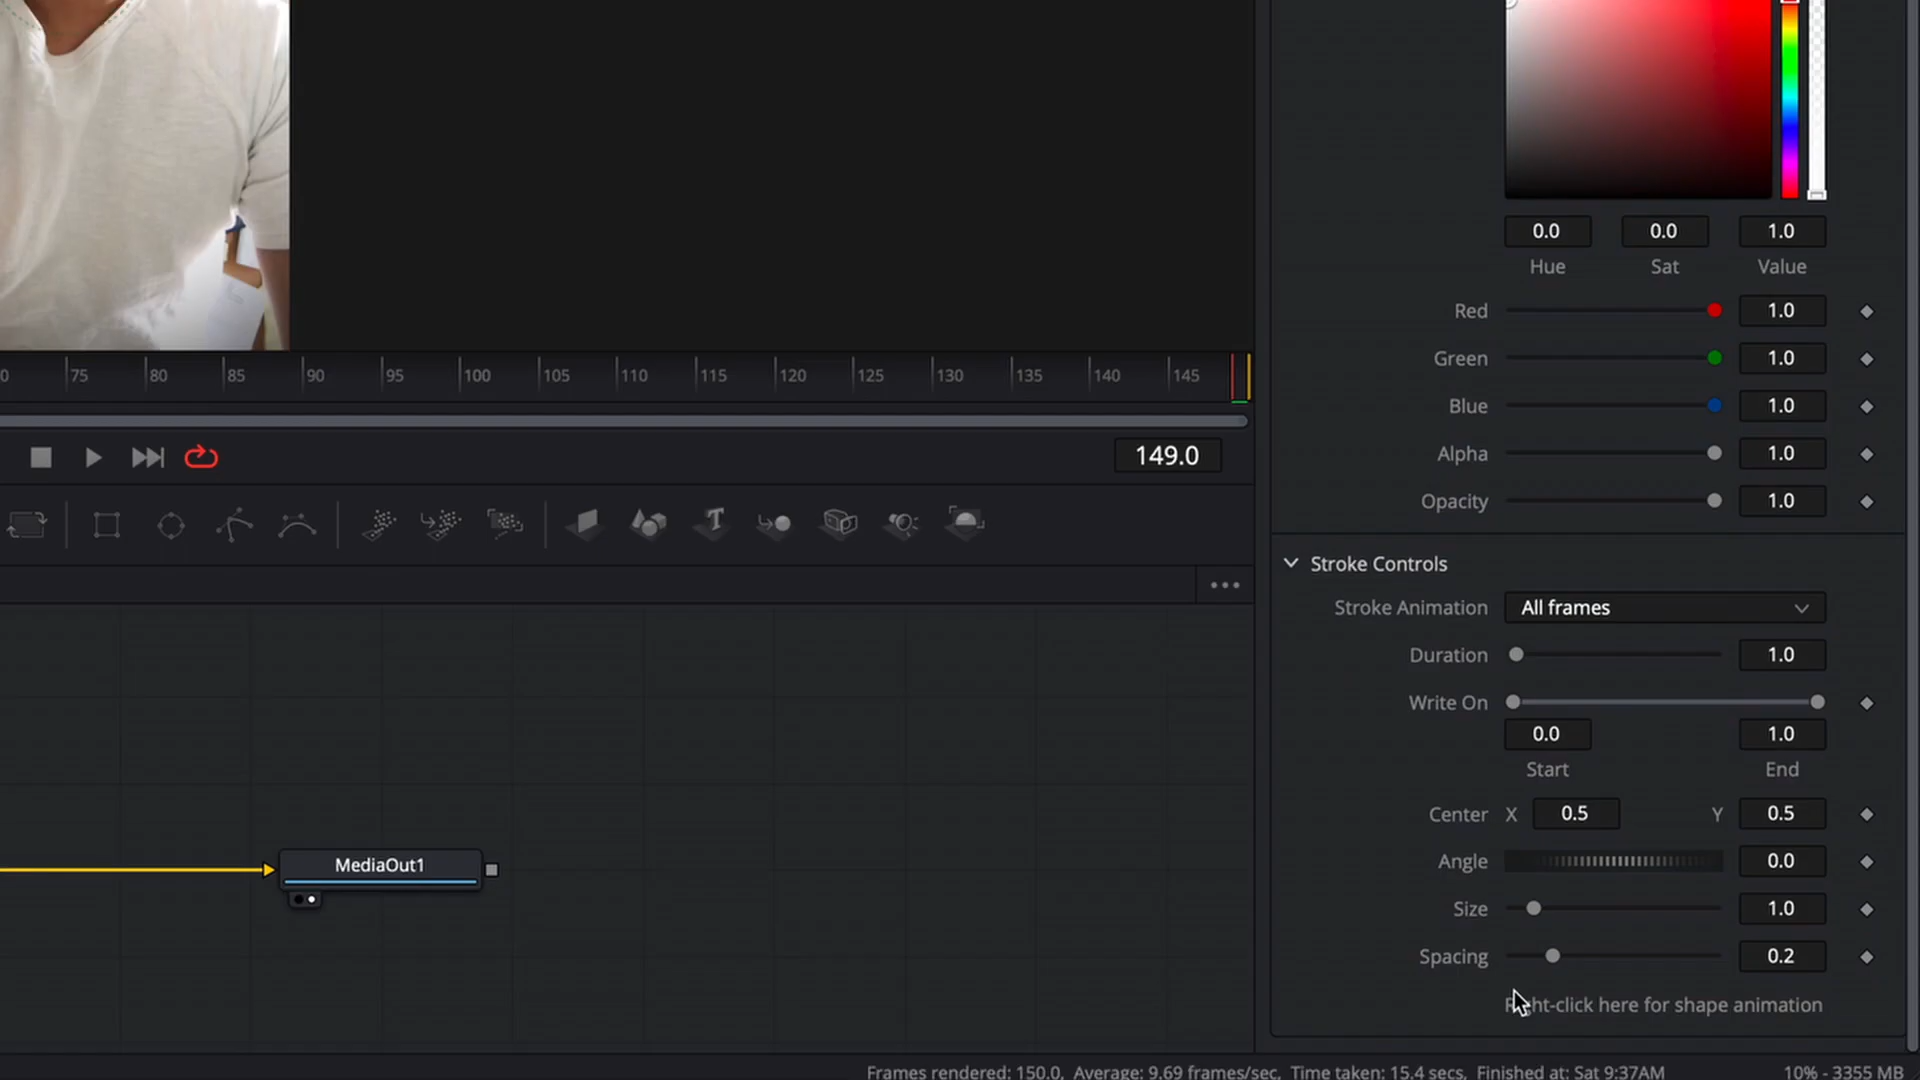 0.0 0.0 1.0
Hue Sat Value
Red 1.0
Green 1.0
Blue 1.0
Alpha 1.0
Opacity 1.0
0 75 80 85 90 95 100 105 110 115 120 125 130 135 140 145
149.0
T
Stroke Controls
Stroke Animation All frames
Duration 1.0
Write On
0.0 1.0
Start End
Center X 0.5 Y 0.5
Angle 0.0
Size 1.0
Spacing 0.2
Right-click here for shape animation
MediaOut1
Frames rendered: 150.0, Average: 9.69 frames/sec, Time taken: 15.4 secs, Finished at: Sat 9:37AM 10% - 3355 MB